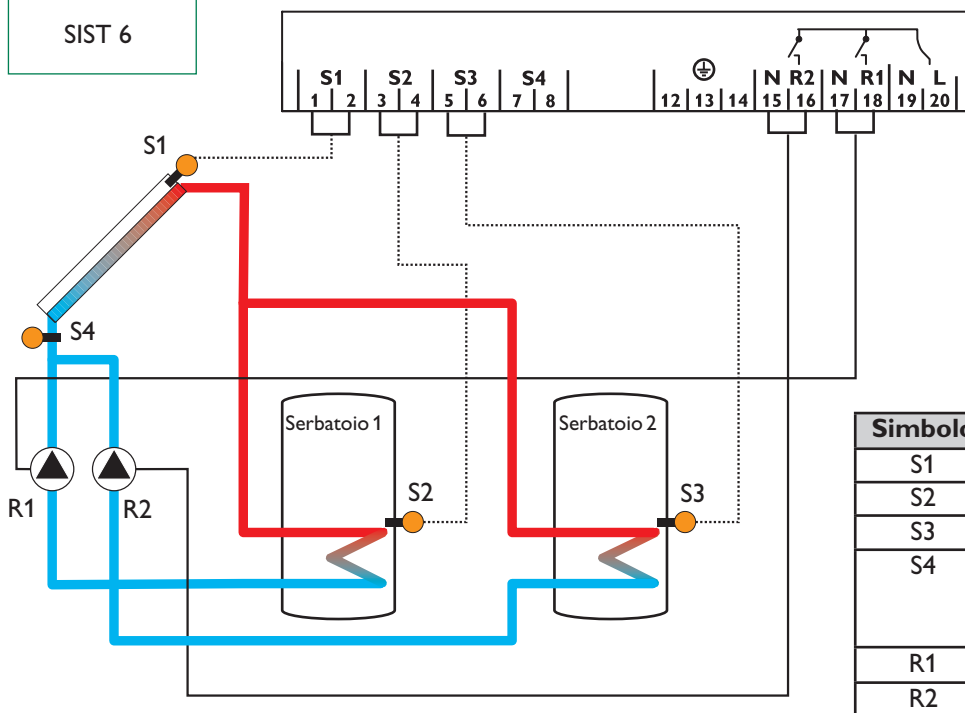 SIST 6
S1 S2 S3 S4 N R2 N R1 N L
1 2 3 4 5 6 7 8 12 13 14 15 16 17 18 19 20
S1
S4
Serbatoio 1
Serbatoio 2
S2
S3
R1
R2
Simbolo
S1
S2
S3
S4
R1
R2